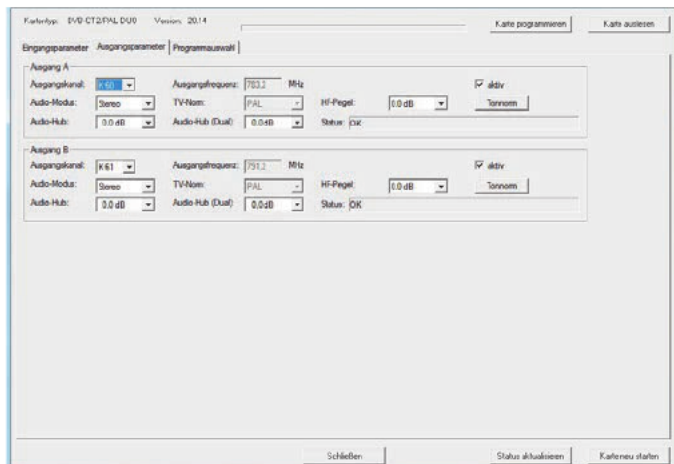 Kartentyp: DVB-CT2/PAL DUO Version: 20.14 Karte programmieren Karte auslesen
Eingangsparameter Ausgangsparameter Programmauswahl
Ausgang A
Ausgangskanal: K60 Ausgangsfrequenz: 783,2 MHz aktiv
Audio-Modus: Stereo TV-Norm: PAL HF-Pegel: 0.0 dB Tonnorm
Audio-Hub: 0.0 dB Audio-Hub (Dual): 0.0 dB Status: OK
Ausgang B
Ausgangskanal: K61 Ausgangsfrequenz: 791,2 MHz aktiv
Audio-Modus: Stereo TV-Norm: PAL HF-Pegel: 0.0 dB Tonnorm
Audio-Hub: 0.0 dB Audio-Hub (Dual): 0.0 dB Status: OK
Schließen Status aktualisieren Karte neu starten